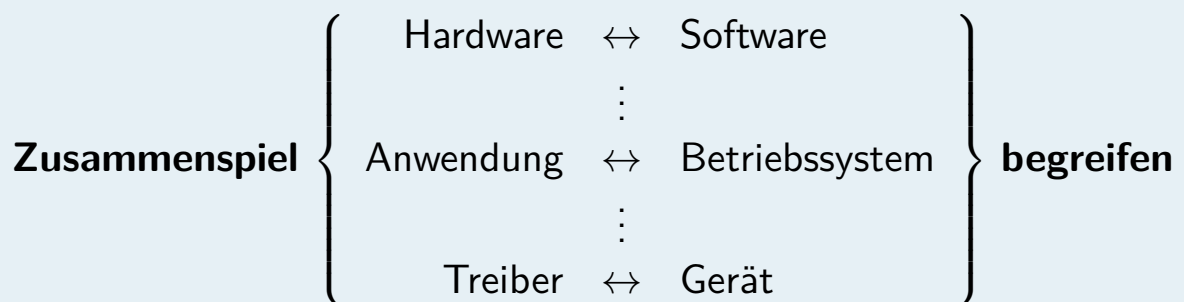 Hardware ↔ Software
⋮
Zusammenspiel { Anwendung ↔ Betriebssystem } begreifen
⋮
Treiber ↔ Gerät